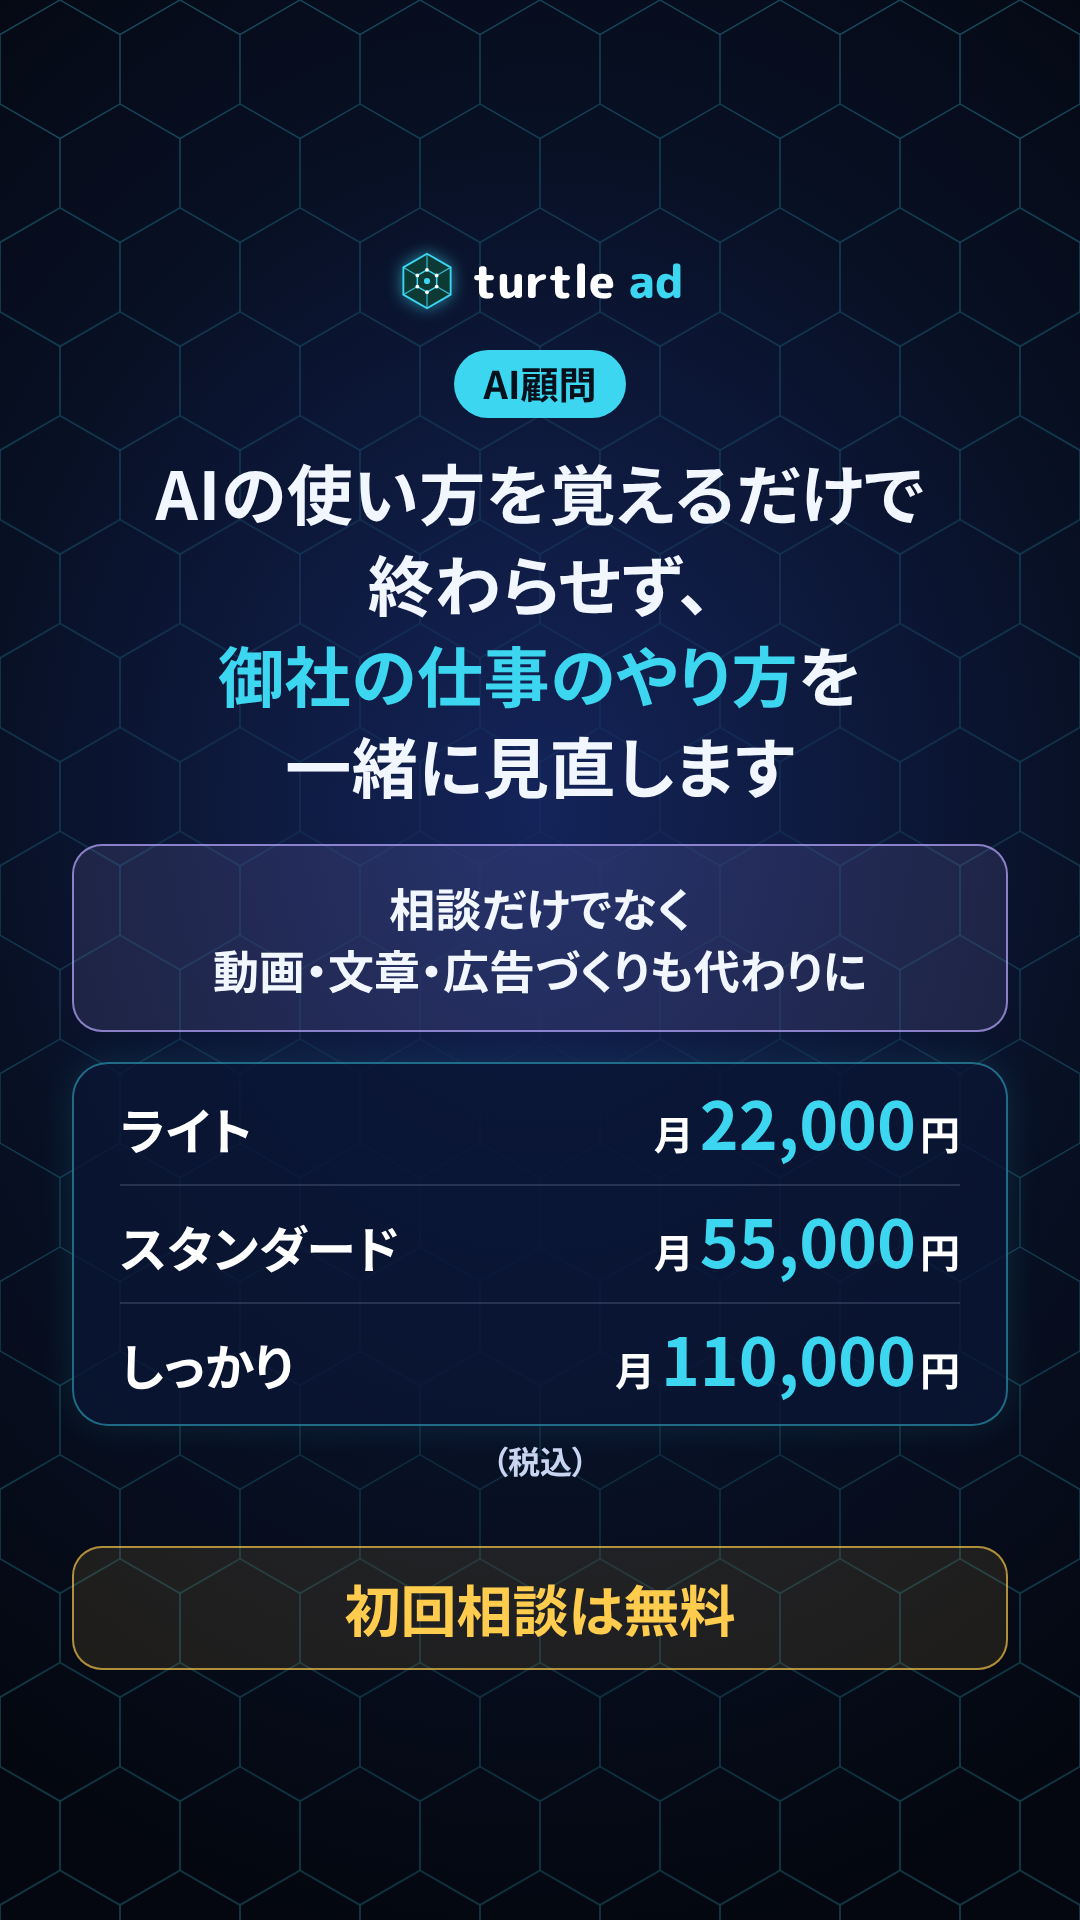 turtle ad
AI顧問
AIの使い方を覚えるだけで
終わらせず、
御社の仕事のやり方を
一緒に見直します
相談だけでなく
動画・文章・広告づくりも代わりに
ライト 月22,000円
スタンダード 月55,000円
しっかり 月110,000円
（税込）
初回相談は無料